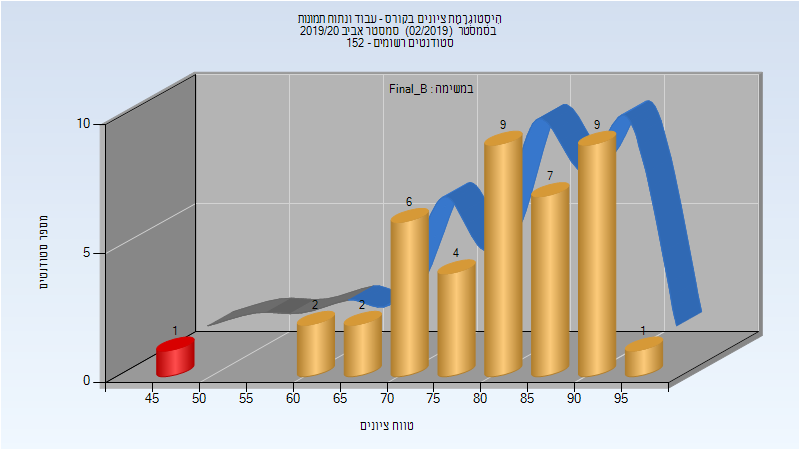 היסטוגרמת ציונים בקורס - עבוד ונתוח תמונות
בסמסטר (02/2019) סמסטר אביב 2019/20
152 - סטודנטים רשומים
Final_B : במשימה
מספר סטודנטים
10
5
0
1
2
2
6
4
9
7
9
1
45 50 55 60 65 70 75 80 85 90 95
טווח ציונים